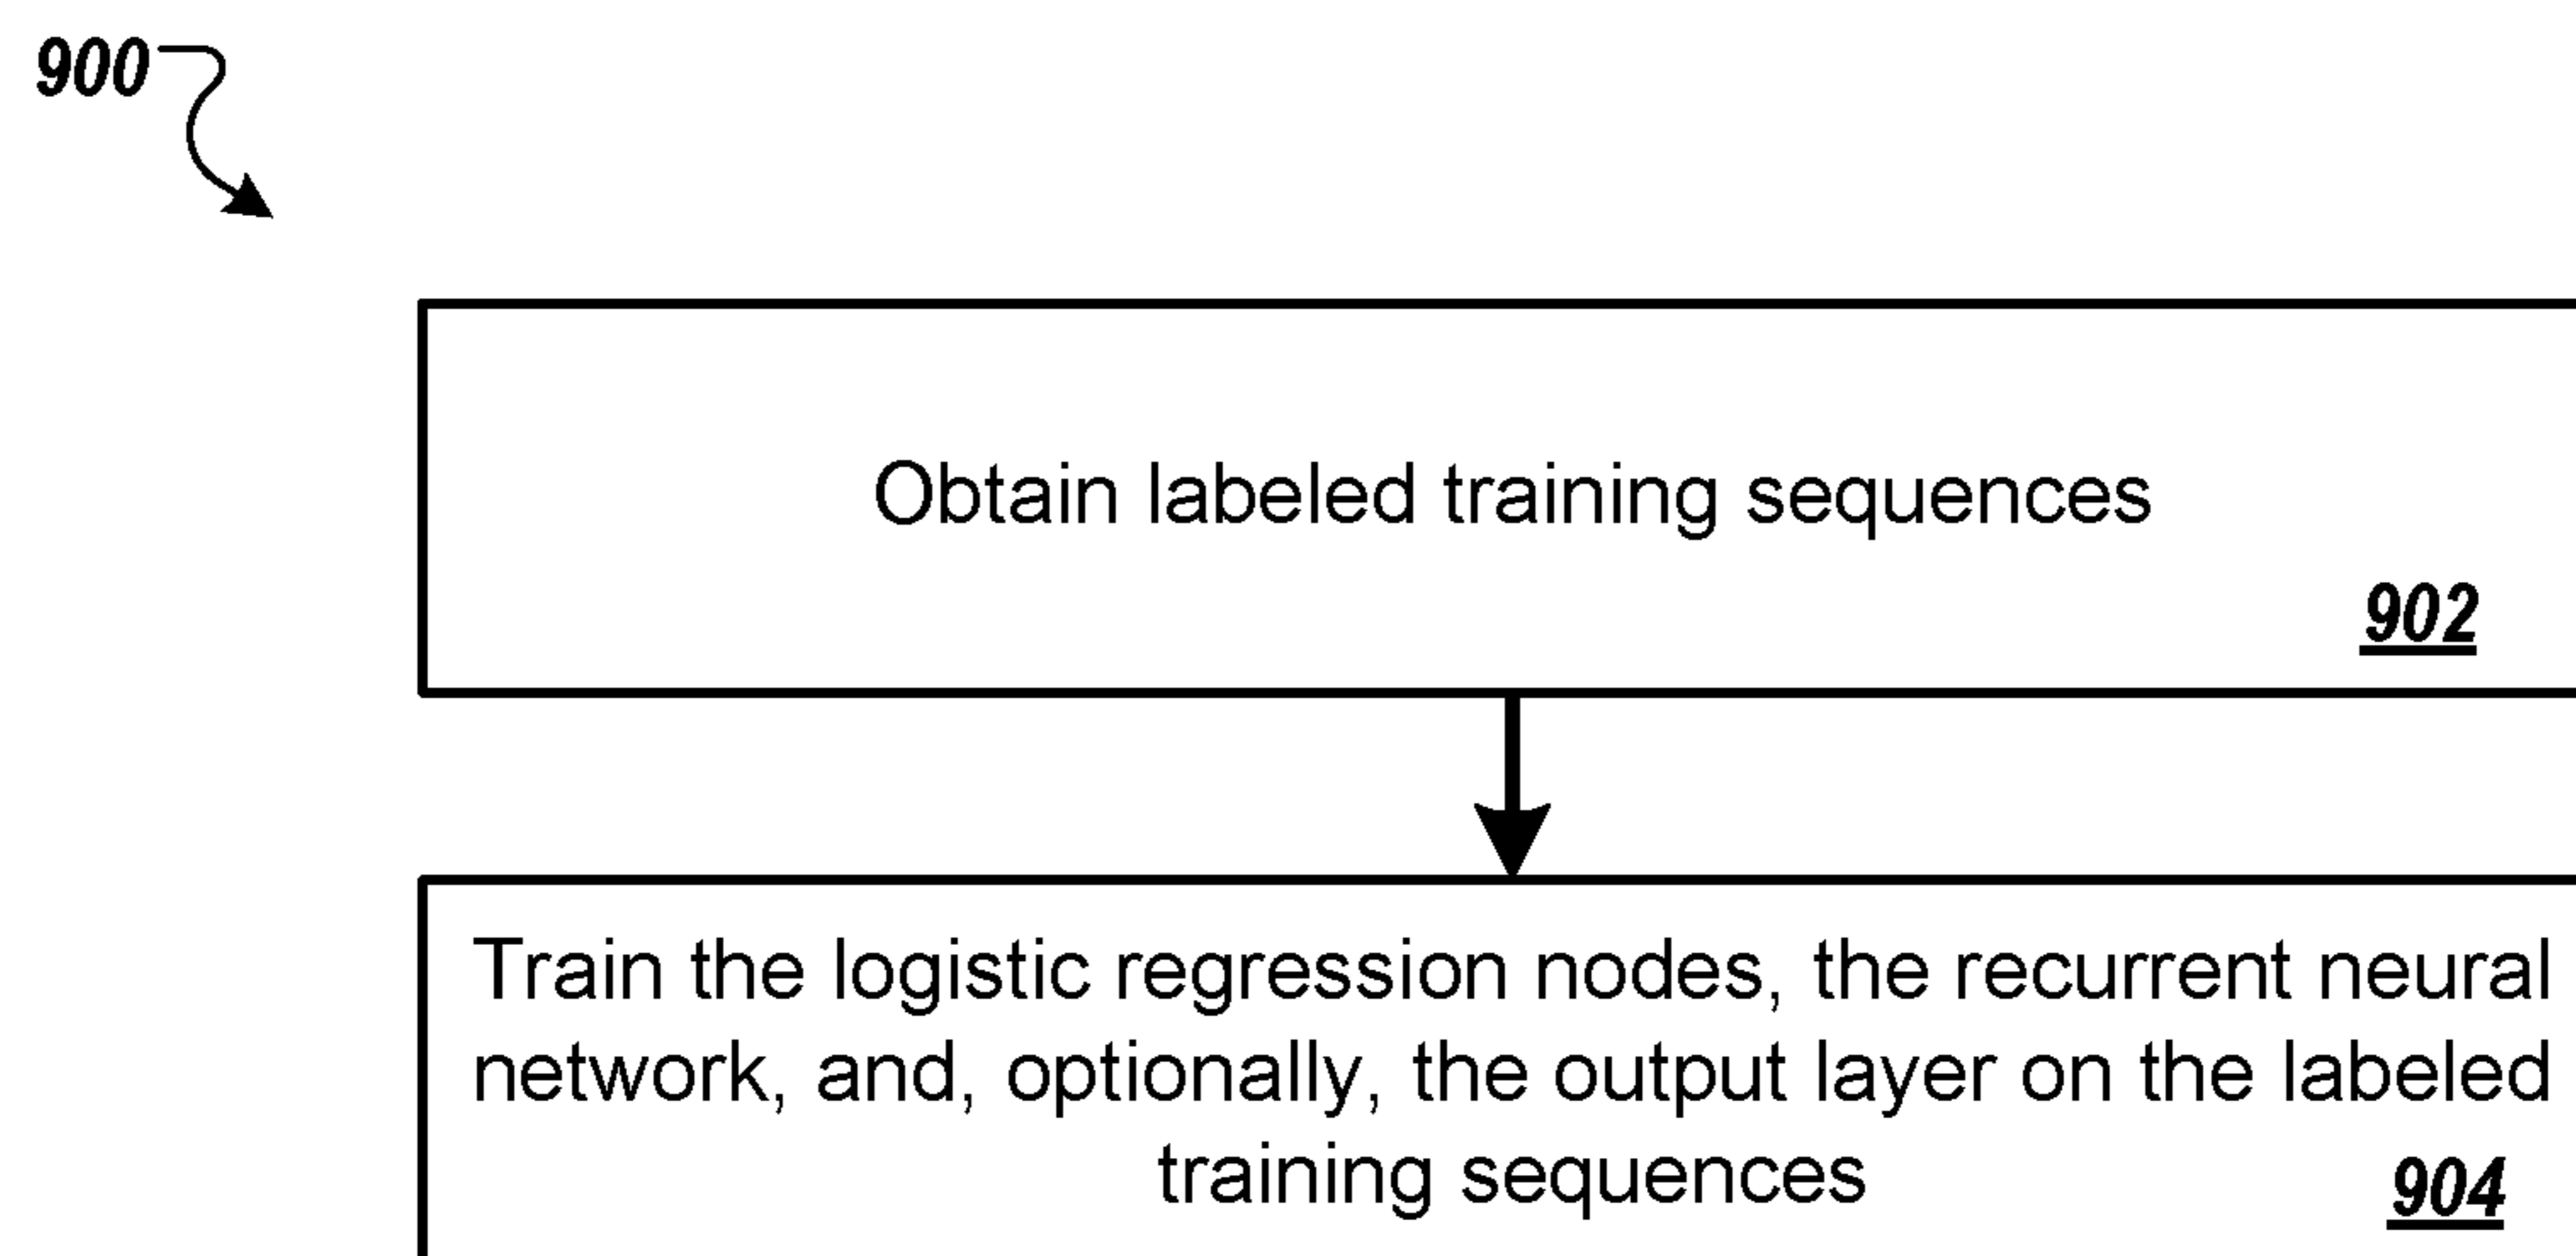 900
Obtain labeled training sequences
902
Train the logistic regression nodes, the recurrent neural
network, and, optionally, the output layer on the labeled
training sequences
904